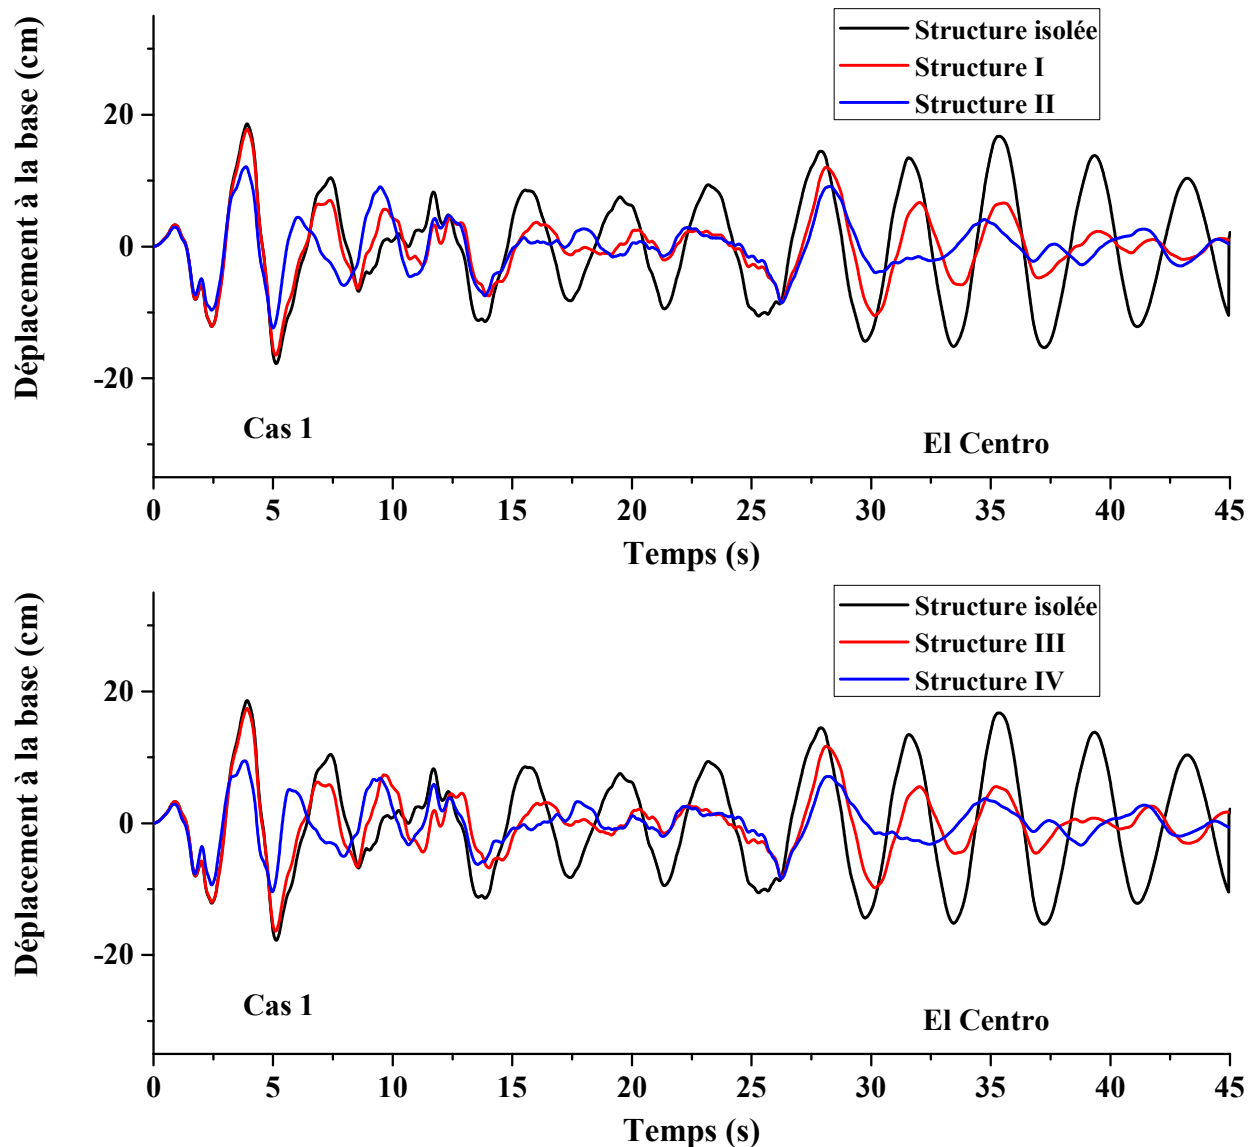 Déplacement à la base (cm)
Structure isolée
Structure I
Structure II
20
0
-20
Cas 1
El Centro
0 5 10 15 20 25 30 35 40 45
Temps (s)
Déplacement à la base (cm)
Structure isolée
Structure III
Structure IV
20
0
-20
Cas 1
El Centro
0 5 10 15 20 25 30 35 40 45
Temps (s)